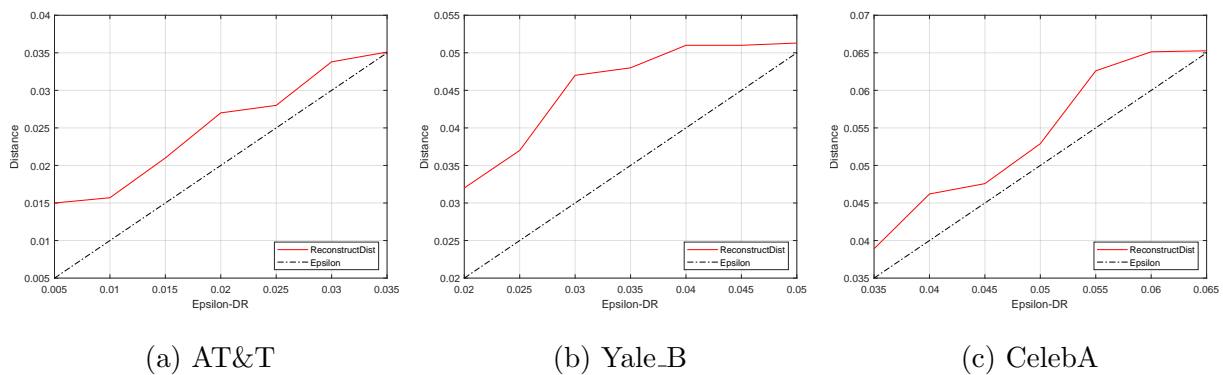 0.04
0.035
0.03
0.025
0.02
0.015
0.01
0.005
Distance
0.005 0.01 0.015 0.02 0.025 0.03 0.035
Epsilon-DR
ReconstructDist
Epsilon
(a) AT&T
0.055
0.05
0.045
0.04
0.035
0.03
0.025
0.02
Distance
0.02 0.025 0.03 0.035 0.04 0.045 0.05
Epsilon-DR
ReconstructDist
Epsilon
(b) Yale_B
0.07
0.065
0.06
0.055
0.05
0.045
0.04
0.035
Distance
0.035 0.04 0.045 0.05 0.055 0.06 0.065
Epsilon-DR
ReconstructDist
Epsilon
(c) CelebA